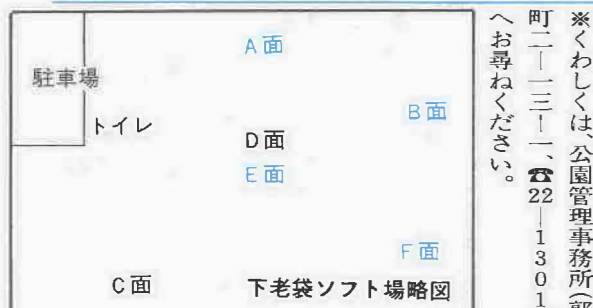 ※くわしくは、公園管理事務所(郭
町二ー一三ー一、☎22ー1301
へお尋ねください。
A面
駐車場
B面
トイレ
D面
E面
F面
C面
下老袋ソフト場略図